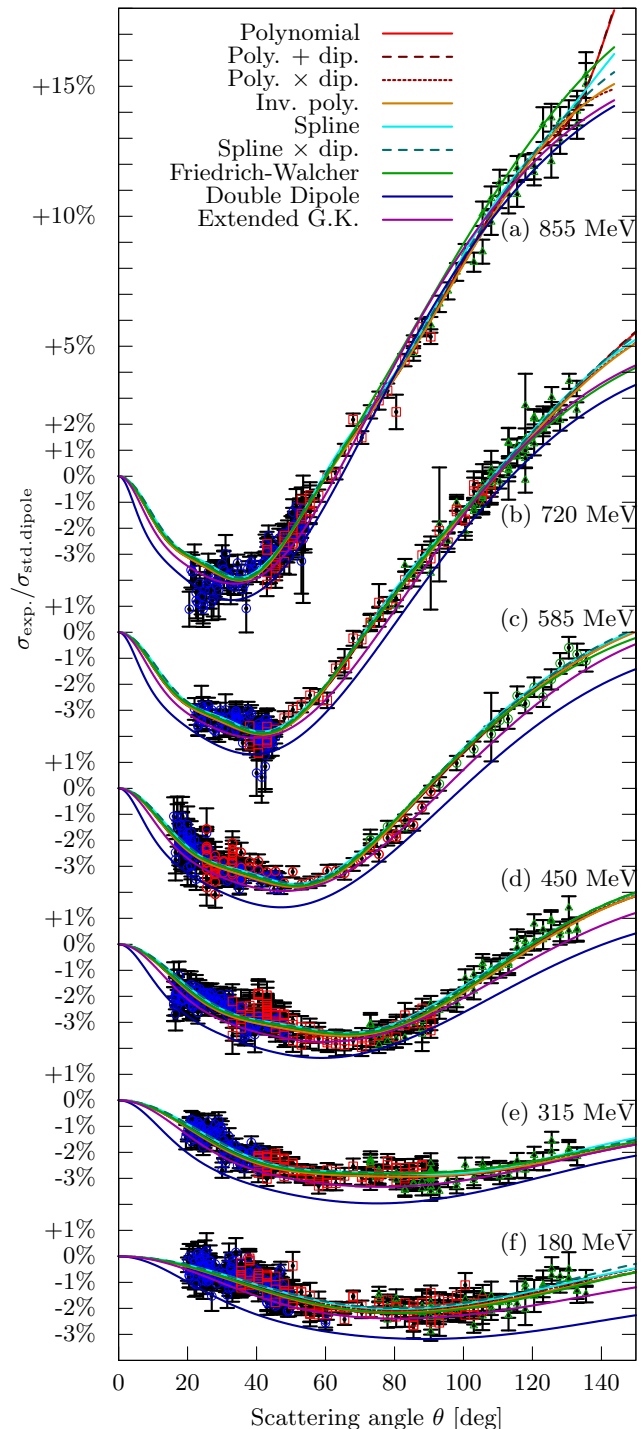 Polynomial
Poly. + dip.
Poly. × dip.
Inv. poly.
Spline
Spline × dip.
Friedrich-Walcher
Double Dipole
Extended G.K.
+15%
+10%
+5%
+2%
+1%
0%
-1%
-2%
-3%
+1%
0%
-1%
-2%
-3%
+1%
0%
-1%
-2%
-3%
+1%
0%
-1%
-2%
-3%
+1%
0%
-1%
-2%
-3%
+1%
0%
-1%
-2%
-3%
(a) 855 MeV
(b) 720 MeV
(c) 585 MeV
(d) 450 MeV
(e) 315 MeV
(f) 180 MeV
σexp./σstd.dipole
0 20 40 60 80 100 120 140
Scattering angle θ [deg]